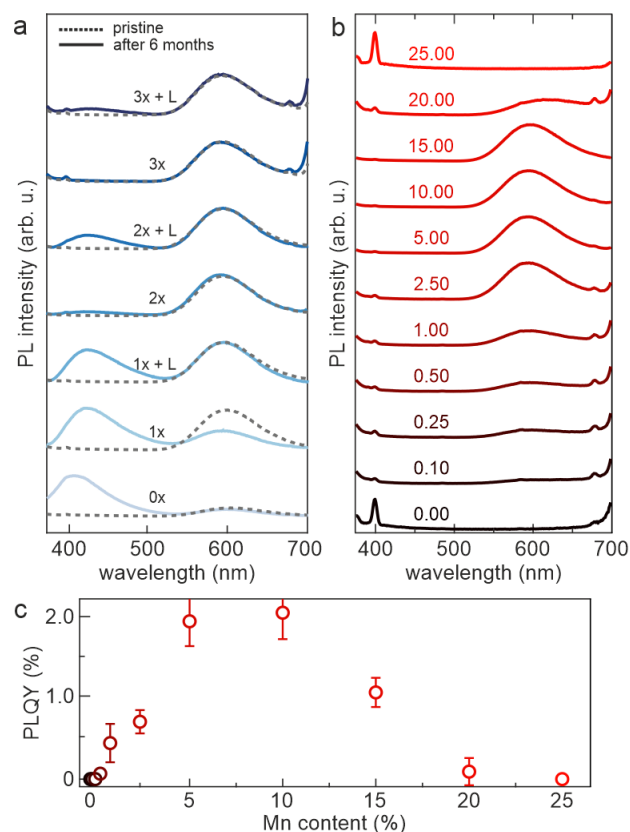 a
pristine
after 6 months
3x + L
3x
2x + L
2x
1x + L
1x
0x
400 500 600 700
wavelength (nm)
PL intensity (arb. u.)
b
25.00
20.00
15.00
10.00
5.00
2.50
1.00
0.50
0.25
0.10
0.00
400 500 600 700
wavelength (nm)
PL intensity (arb. u.)
c
2.0
1.0
0
PLQY (%)
0 5 10 15 20 25
Mn content (%)